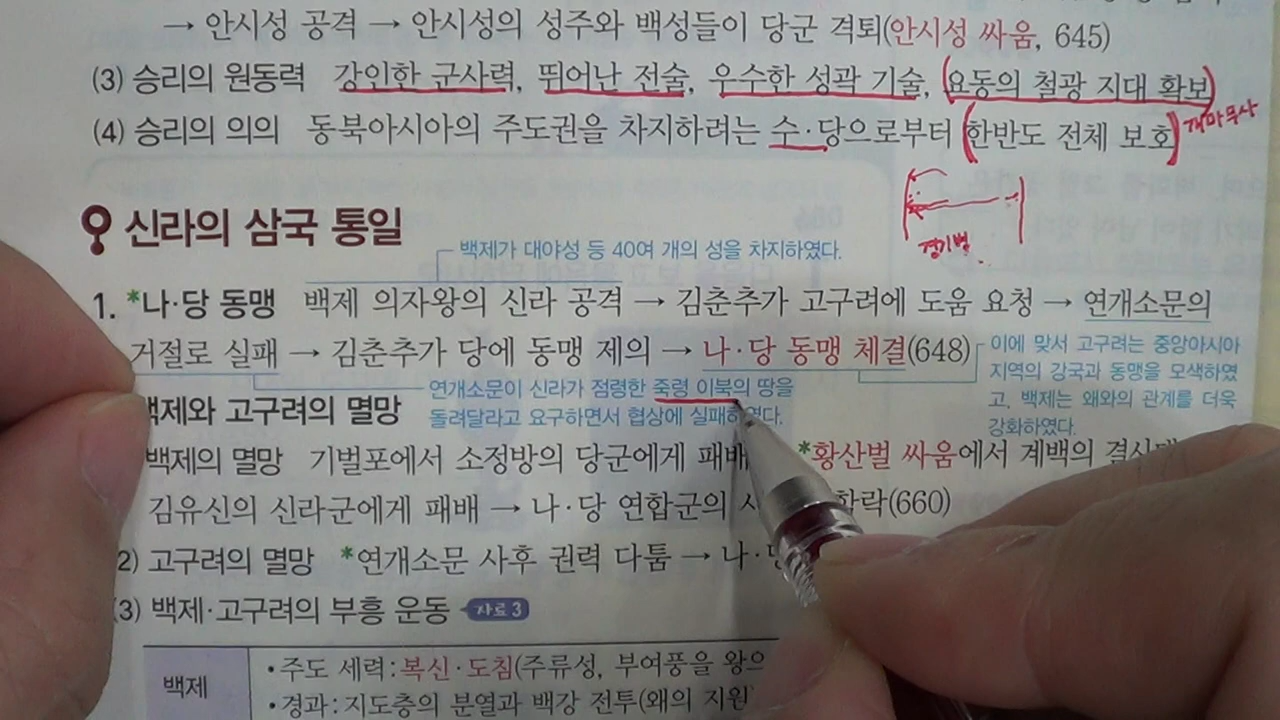 → 안시성 공격 → 안시성의 성주와 백성들이 당군 격퇴(안시성 싸움, 645)
(3) 승리의 원동력 강인한 군사력, 뛰어난 전술, 우수한 성곽 기술, 요동의 철광 지대 확보
(4) 승리의 의의 동북아시아의 주도권을 차지하려는 수·당으로부터 한반도 전체 보호
개마무사
경기병
신라의 삼국 통일
백제가 대야성 등 40여 개의 성을 차지하였다.
1. *나·당 동맹 백제 의자왕의 신라 공격 → 김춘추가 고구려에 도움 요청 → 연개소문의
거절로 실패 → 김춘추가 당에 동맹 제의 → 나·당 동맹 체결(648)
이에 맞서 고구려는 중앙아시아
지역의 강국과 동맹을 모색하였
고, 백제는 왜와의 관계를 더욱
강화하였다.
연개소문이 신라가 점령한 죽령 이북의 땅을
돌려달라고 요구하면서 협상에 실패하였다.
백제와 고구려의 멸망
백제의 멸망 기벌포에서 소정방의 당군에게 패배 *황산벌 싸움에서 계백의
김유신의 신라군에게 패배 → 나·당 연합군의 함락(660)
2) 고구려의 멸망 *연개소문 사후 권력 다툼 → 나·
(3) 백제·고구려의 부흥 운동 자료 3
백제
•주도 세력: 복신·도침(주류성, 부여풍을
•경과: 지도층의 분열과 백강 전투(왜의 지원